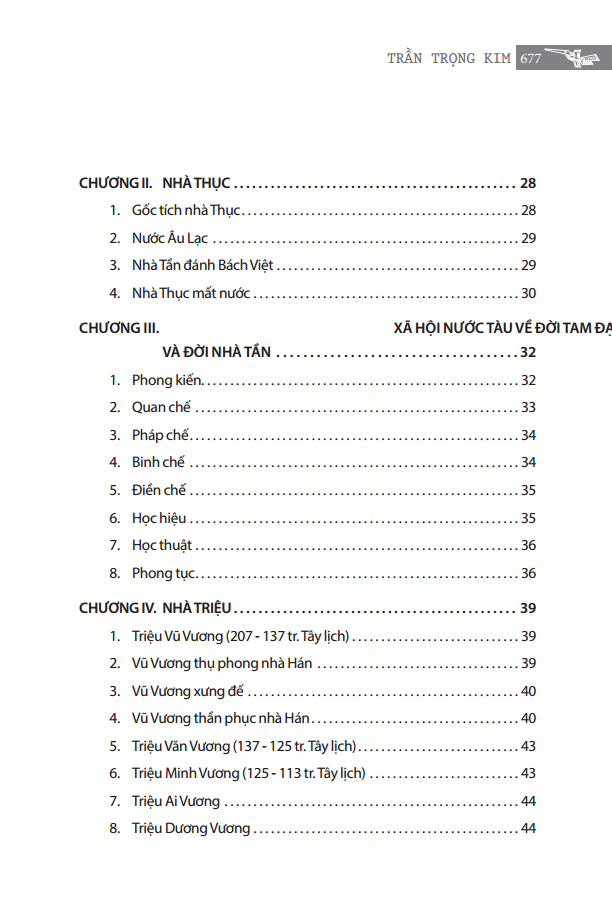 TRẦN TRỌNG KIM 677
CHƯƠNG II. NHÀ THỤC ........................................ 28
1. Gốc tích nhà Thục ........................................ 28
2. Nước Âu Lạc ........................................ 29
3. Nhà Tần đánh Bách Việt ........................................ 29
4. Nhà Thục mất nước ........................................ 30
CHƯƠNG III. XÃ HỘI NƯỚC TÀU VỀ ĐỜI TAM ĐẠ
VÀ ĐỜI NHÀ TẦN ........................................ 32
1. Phong kiến ........................................ 32
2. Quan chế ........................................ 33
3. Pháp chế ........................................ 34
4. Binh chế ........................................ 34
5. Điền chế ........................................ 35
6. Học hiệu ........................................ 35
7. Học thuật ........................................ 36
8. Phong tục ........................................ 36
CHƯƠNG IV. NHÀ TRIỆU ........................................ 39
1. Triệu Vũ Vương (207 - 137 tr. Tây lịch) ........................................ 39
2. Vũ Vương thụ phong nhà Hán ........................................ 39
3. Vũ Vương xưng đế ........................................ 40
4. Vũ Vương thần phục nhà Hán ........................................ 40
5. Triệu Văn Vương (137 - 125 tr. Tây lịch) ........................................ 43
6. Triệu Minh Vương (125 - 113 tr. Tây lịch) ........................................ 43
7. Triệu Ai Vương ........................................ 44
8. Triệu Dương Vương ........................................ 44